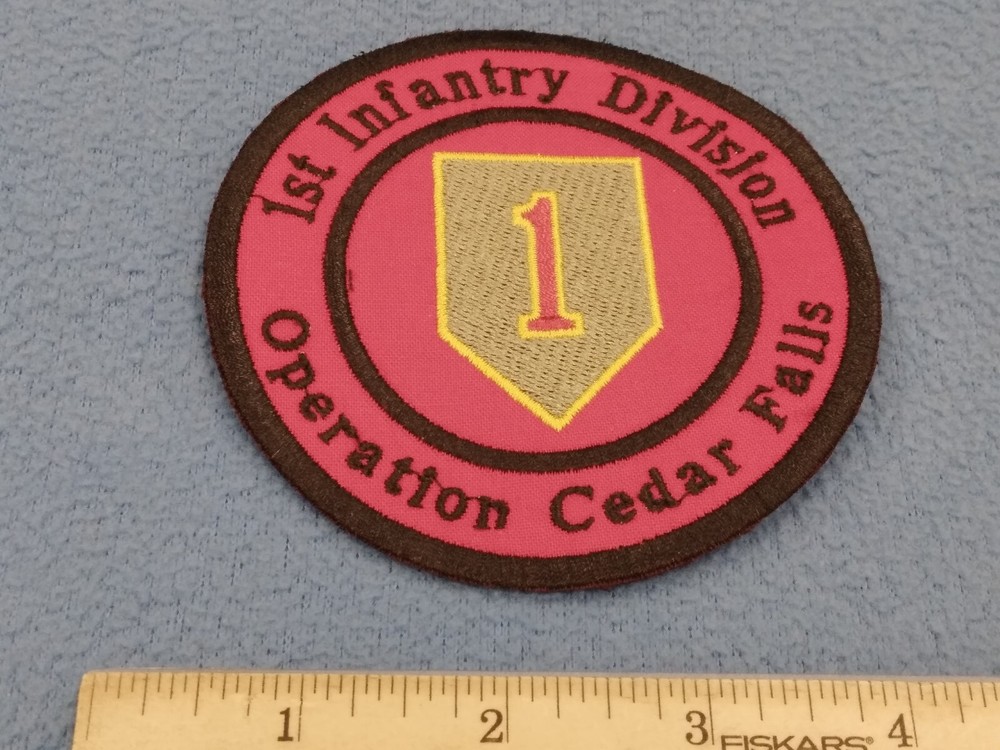 1st Infantry Division
1
Operation Cedar Falls
1 2 3 4
FISKARS®